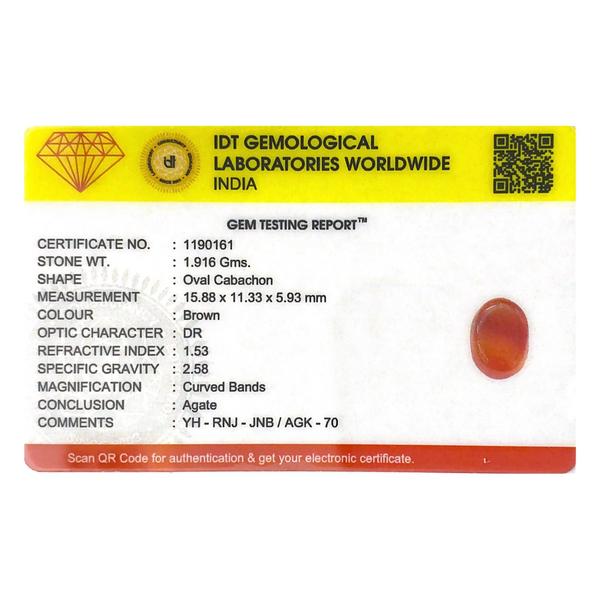 IDT GEMOLOGICAL
LABORATORIES WORLDWIDE
INDIA
GEM TESTING REPORT™
CERTIFICATE NO. : 1190161
STONE WT. : 1.916 Gms.
SHAPE : Oval Cabachon
MEASUREMENT : 15.88 x 11.33 x 5.93 mm
COLOUR : Brown
OPTIC CHARACTER : DR
REFRACTIVE INDEX : 1.53
SPECIFIC GRAVITY : 2.58
MAGNIFICATION : Curved Bands
CONCLUSION : Agate
COMMENTS : YH - RNJ - JNB / AGK - 70
Scan QR Code for authentication & get your electronic certificate.